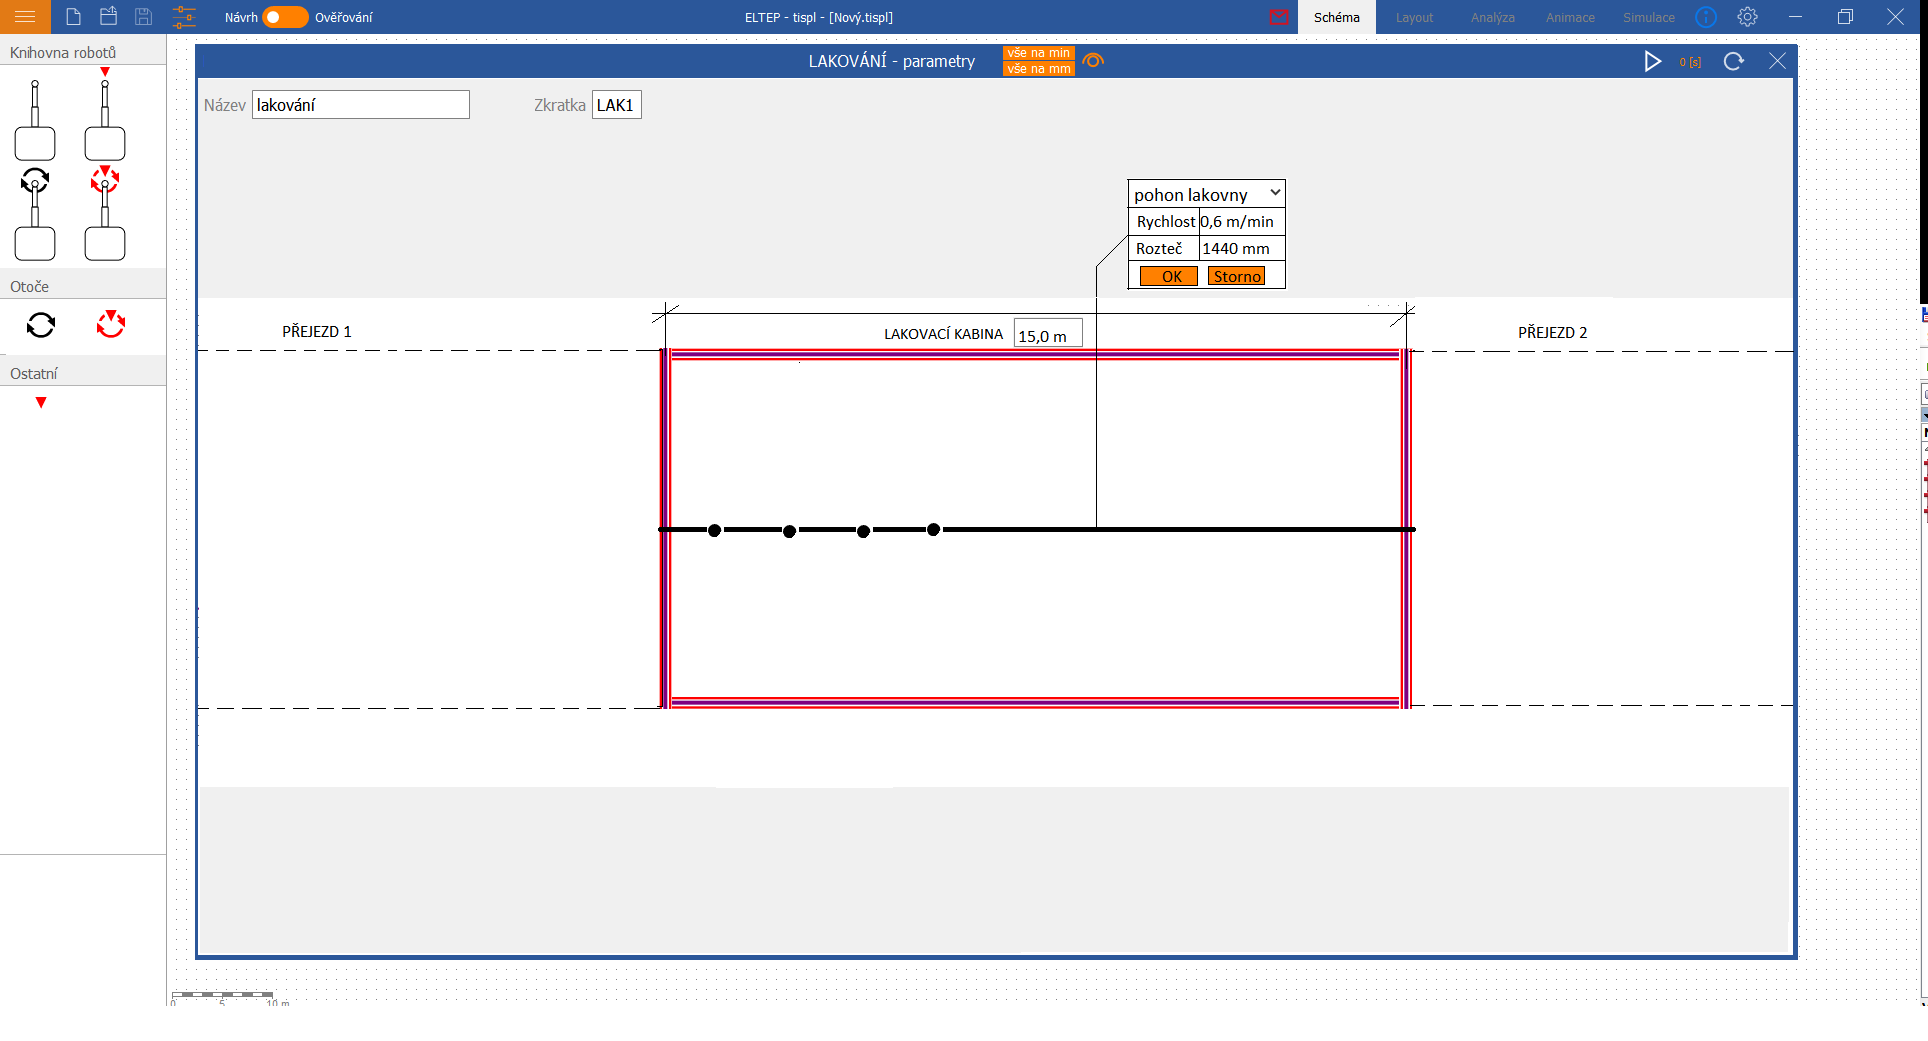 Návrh Ověřování
ELTEP - tispl - [Nový.tispl]
Schéma Layout Analýza Animace Simulace
Knihovna robotů
LAKOVÁNÍ - parametry
vše na min
vše na mm
0 [s]
Název lakování
Zkratka LAK1
pohon lakovny
Rychlost 0,6 m/min
Rozteč 1440 mm
OK Storno
Otoče
PŘEJEZD 1
LAKOVACÍ KABINA 15,0 m
PŘEJEZD 2
Ostatní
0 5 10 m